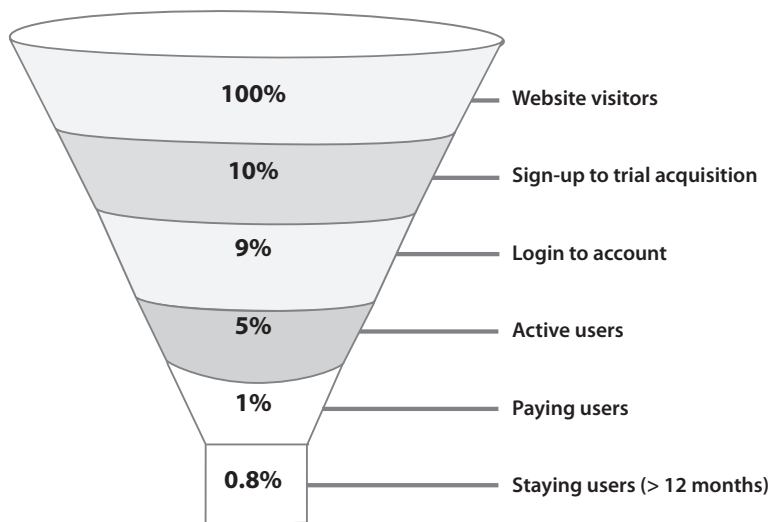 100% Website visitors
10% Sign-up to trial acquisition
9% Login to account
5% Active users
1% Paying users
0.8% Staying users (> 12 months)